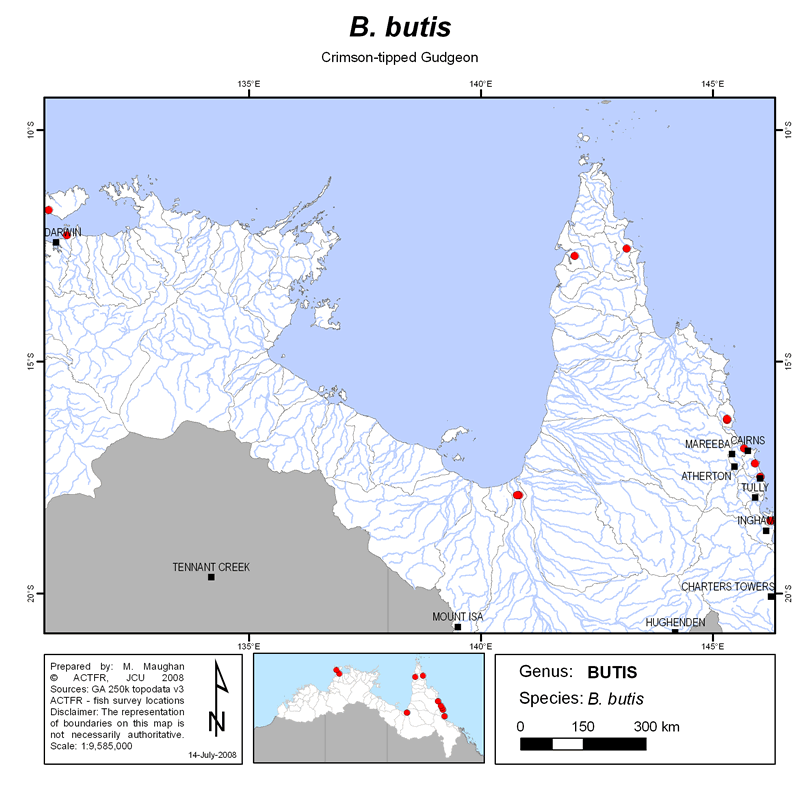 B. butis
Crimson-tipped Gudgeon
135°E 140°E 145°E
10°S 10°S
DARWIN
15°S 15°S
MAREEBA CAIRNS
ATHERTON
TULLY
INGHAM
TENNANT CREEK
CHARTERS TOWERS
20°S 20°S
MOUNT ISA
HUGHENDEN
135°E 140°E 145°E
Prepared by: M. Maughan
© ACTFR, JCU 2008
Sources: GA 250k topodata v3
ACTFR - fish survey locations
Disclaimer: The representation
of boundaries on this map is
not necessarily authoritative.
Scale: 1:9,585,000
N
14-July-2008
Genus: BUTIS
Species: B. butis
0 150 300 km